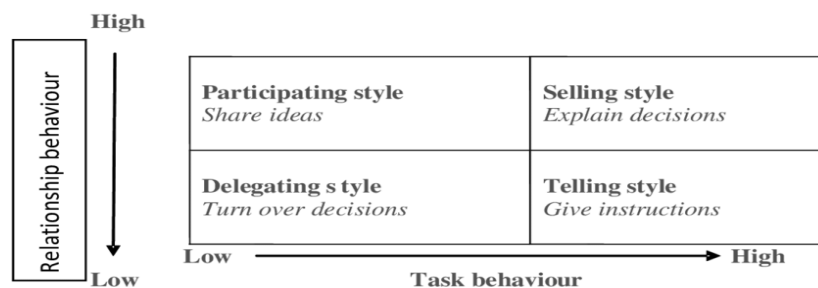 High
Relationship behaviour
Participating style
Share ideas
Selling style
Explain decisions
Delegating s tyle
Turn over decisions
Telling style
Give instructions
Low
Low
High
Task behaviour